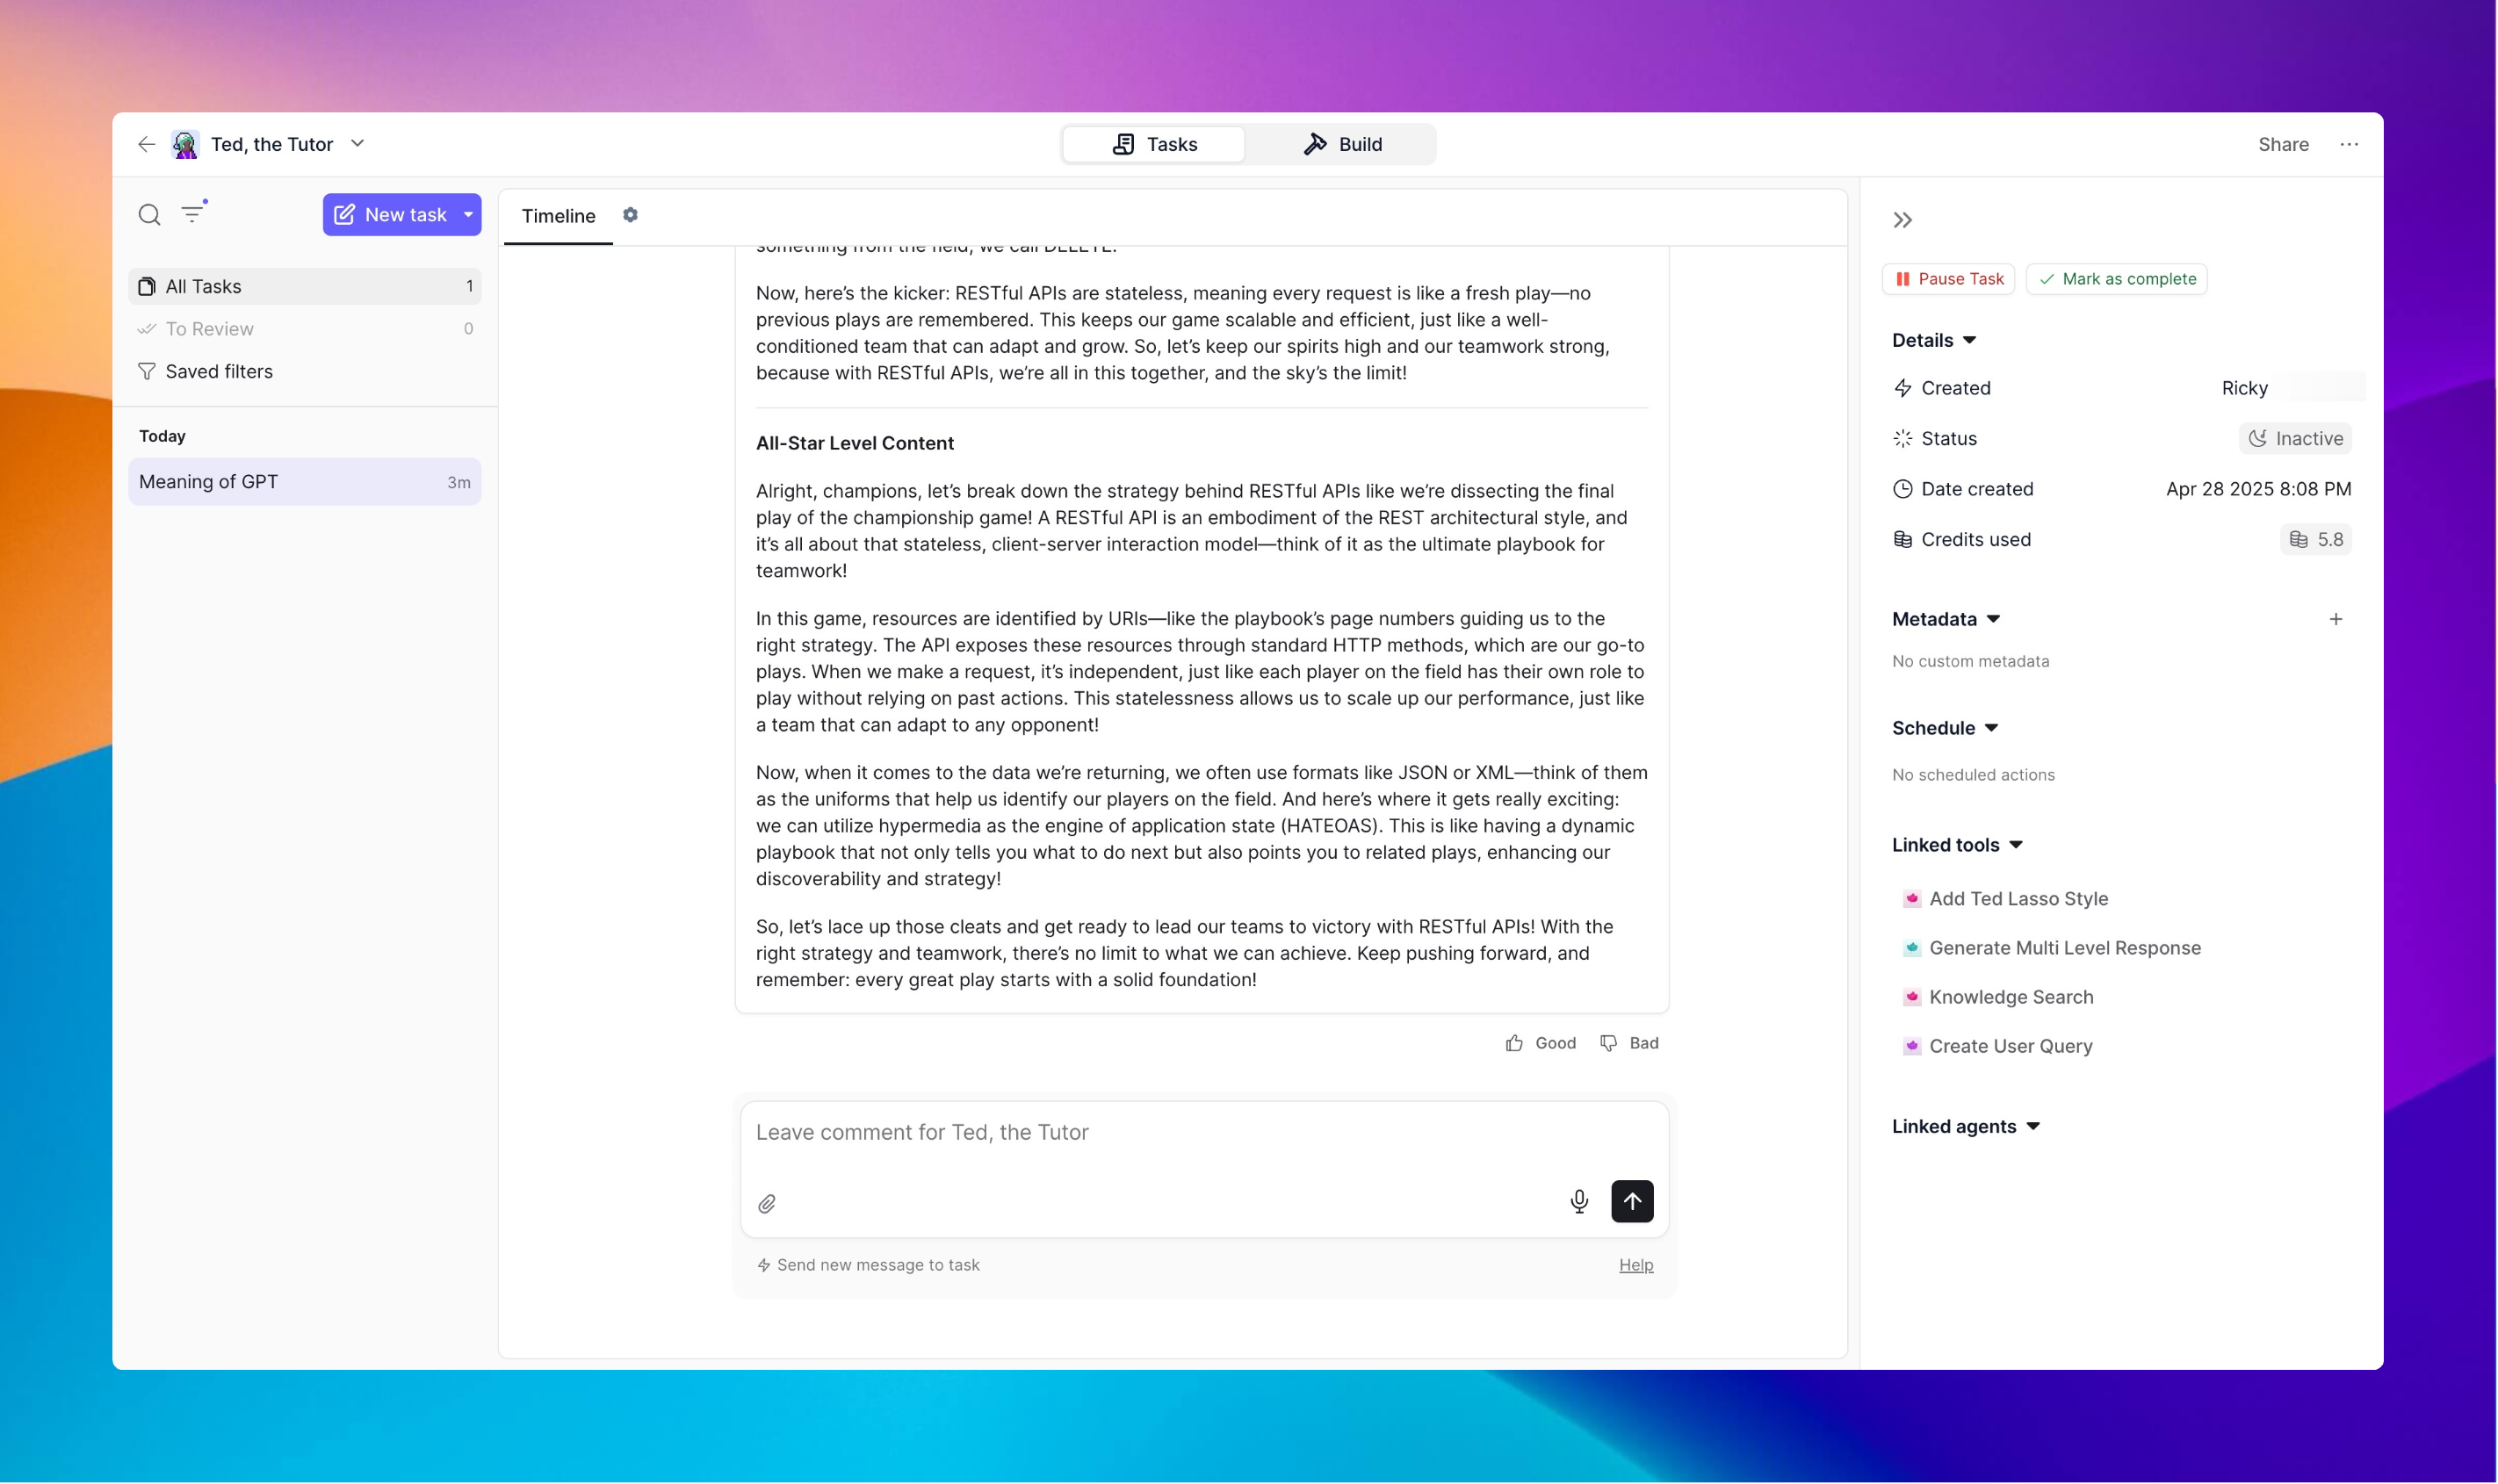 Ted, the Tutor
Tasks
Build
Share
New task
All Tasks 1
To Review 0
Saved filters
Today
Meaning of GPT 3m
Timeline
something from the field, we call DELETE.
Now, here’s the kicker: RESTful APIs are stateless, meaning every request is like a fresh play—no
previous plays are remembered. This keeps our game scalable and efficient, just like a well-
conditioned team that can adapt and grow. So, let’s keep our spirits high and our teamwork strong,
because with RESTful APIs, we’re all in this together, and the sky’s the limit!
All-Star Level Content
Alright, champions, let’s break down the strategy behind RESTful APIs like we’re dissecting the final
play of the championship game! A RESTful API is an embodiment of the REST architectural style, and
it’s all about that stateless, client-server interaction model—think of it as the ultimate playbook for
teamwork!
In this game, resources are identified by URIs—like the playbook’s page numbers guiding us to the
right strategy. The API exposes these resources through standard HTTP methods, which are our go-to
plays. When we make a request, it’s independent, just like each player on the field has their own role to
play without relying on past actions. This statelessness allows us to scale up our performance, just like
a team that can adapt to any opponent!
Now, when it comes to the data we’re returning, we often use formats like JSON or XML—think of them
as the uniforms that help us identify our players on the field. And here’s where it gets really exciting:
we can utilize hypermedia as the engine of application state (HATEOAS). This is like having a dynamic
playbook that not only tells you what to do next but also points you to related plays, enhancing our
discoverability and strategy!
So, let’s lace up those cleats and get ready to lead our teams to victory with RESTful APIs! With the
right strategy and teamwork, there’s no limit to what we can achieve. Keep pushing forward, and
remember: every great play starts with a solid foundation!
Good Bad
Leave comment for Ted, the Tutor
Send new message to task
Help
Pause Task
Mark as complete
Details
Created Ricky
Status Inactive
Date created Apr 28 2025 8:08 PM
Credits used 5.8
Metadata
No custom metadata
Schedule
No scheduled actions
Linked tools
Add Ted Lasso Style
Generate Multi Level Response
Knowledge Search
Create User Query
Linked agents